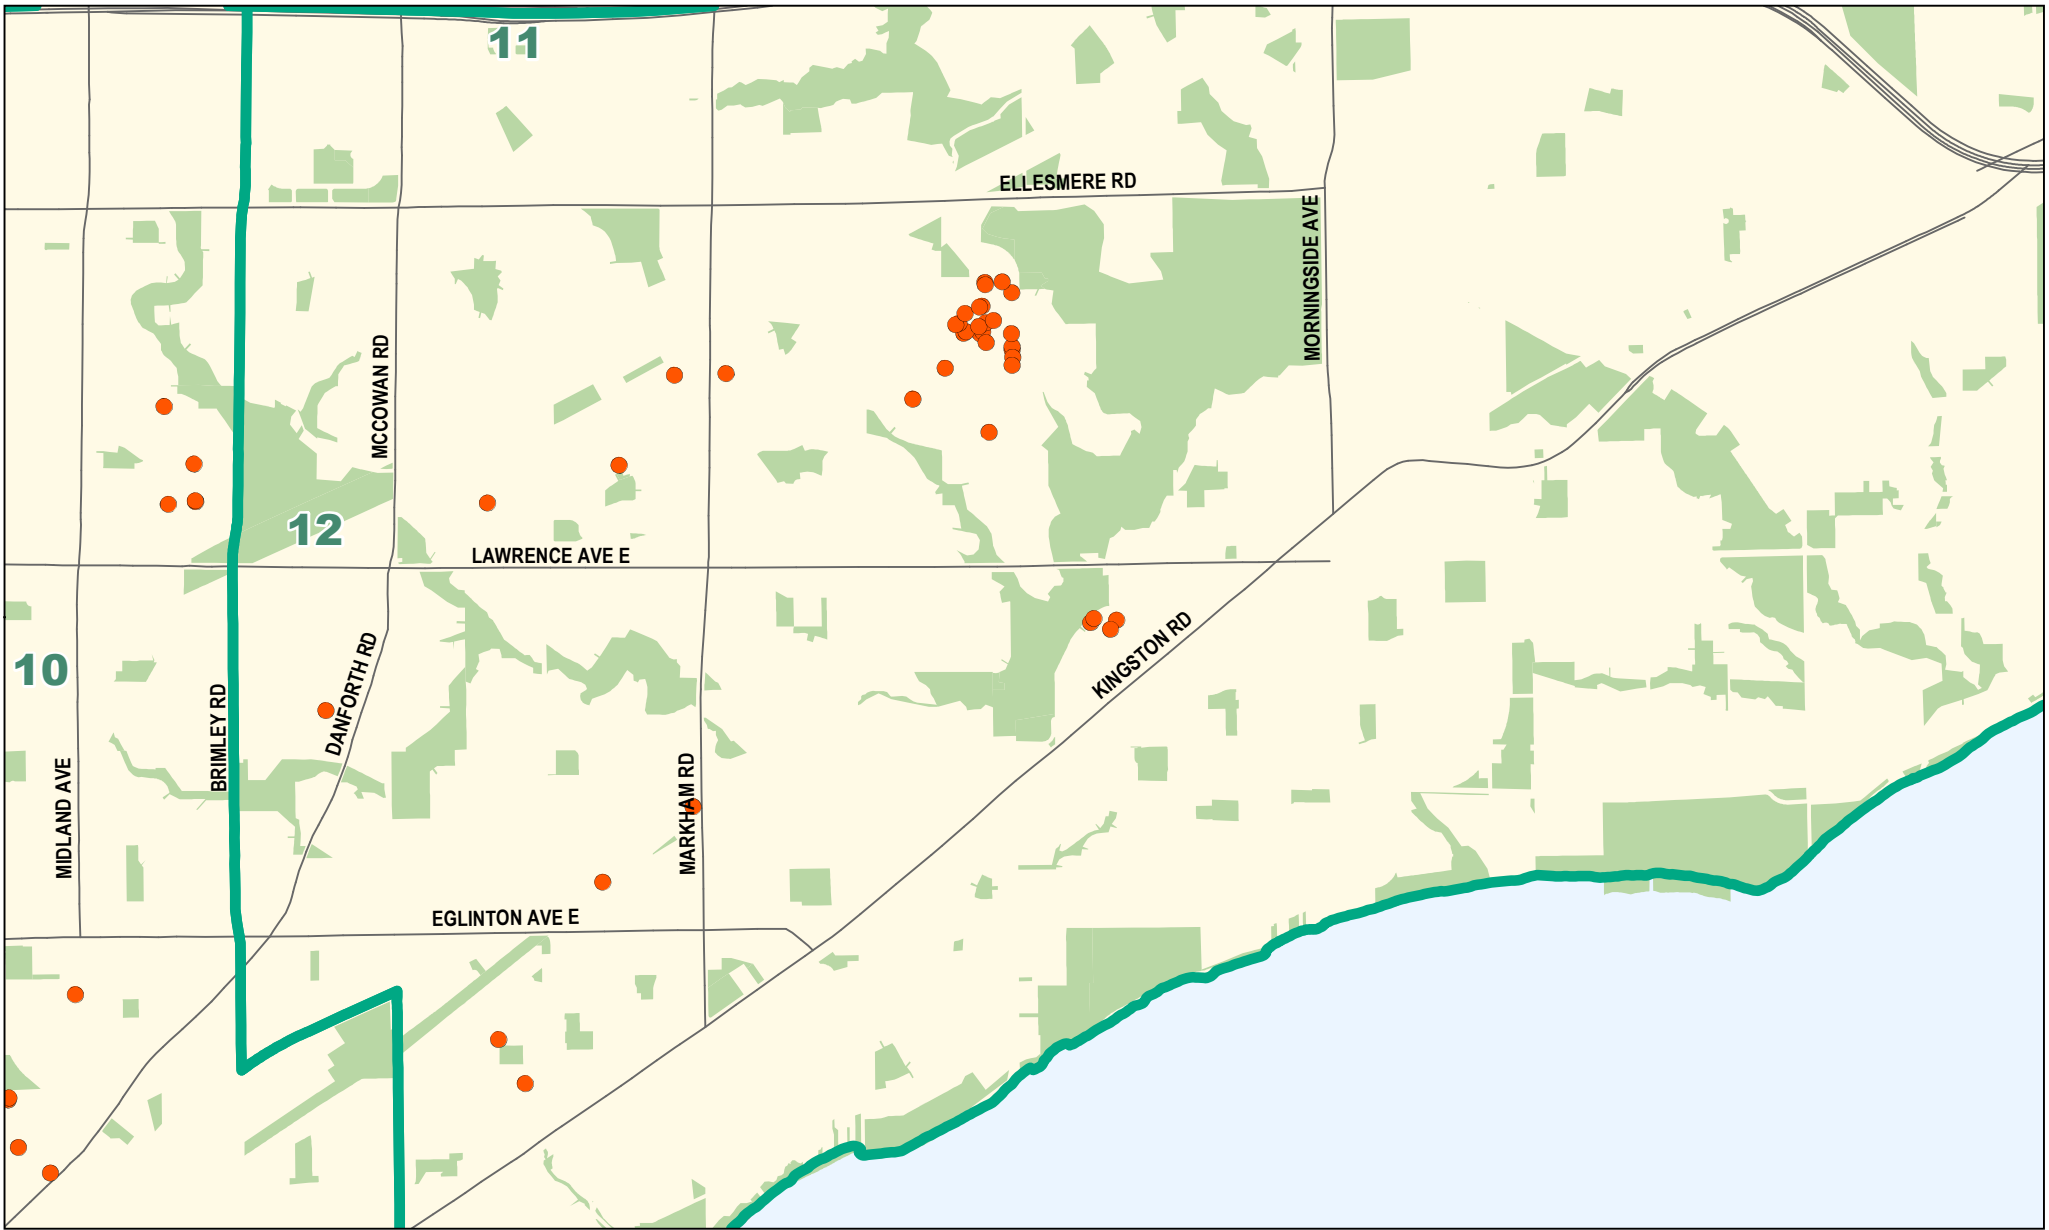 11
ELLESMERE RD
MORNINGSIDE AVE
MCCOWAN RD
12
LAWRENCE AVE E
10
KINGSTON RD
DANFORTH RD
BRIMLEY RD
MIDLAND AVE
MARKHAM RD
EGLINTON AVE E